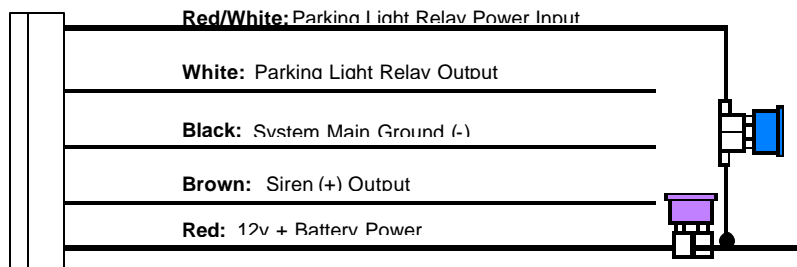 Red/White: Parking Light Relay Power Input
White: Parking Light Relay Output
Black: System Main Ground (-)
Brown: Siren (+) Output
Red: 12v + Battery Power